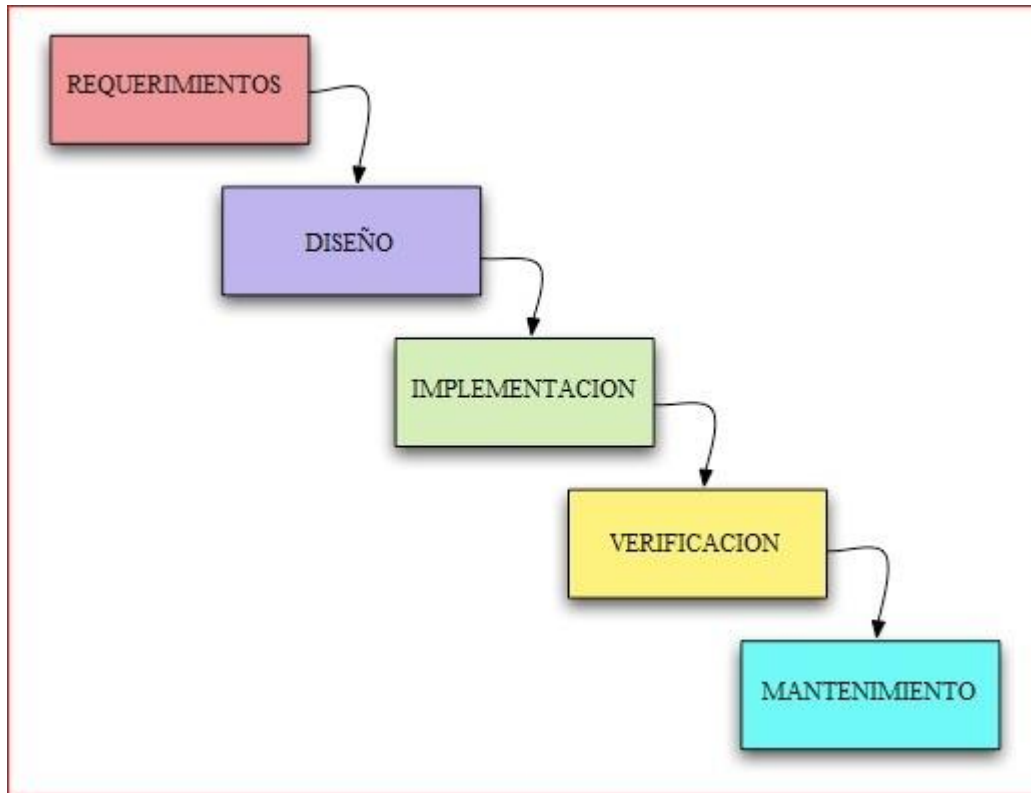 REQUERIMIENTOS
DISEÑO
IMPLEMENTACION
VERIFICACION
MANTENIMIENTO